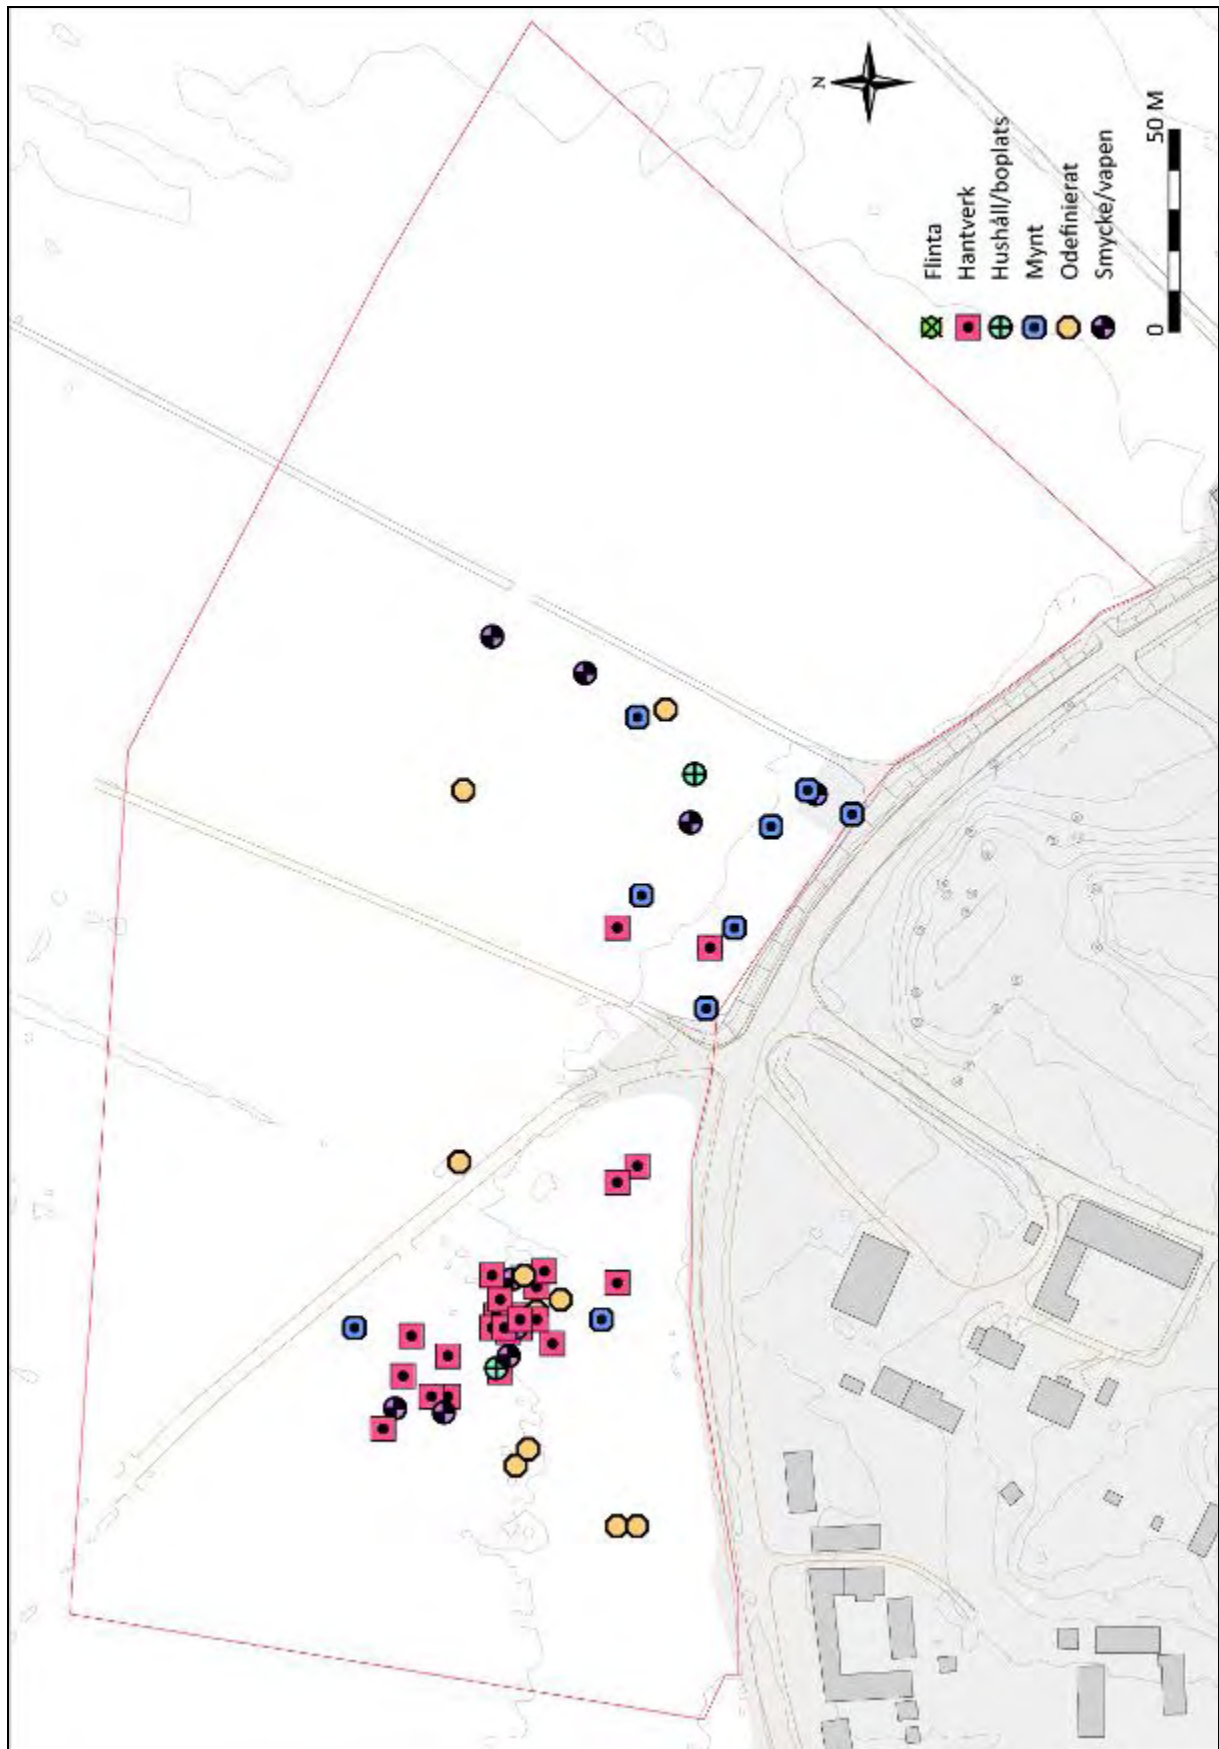 N
Flinta
Hantverk
Hushåll/boplats
Mynt
Odefinierat
Smycke/vapen
0 50 M